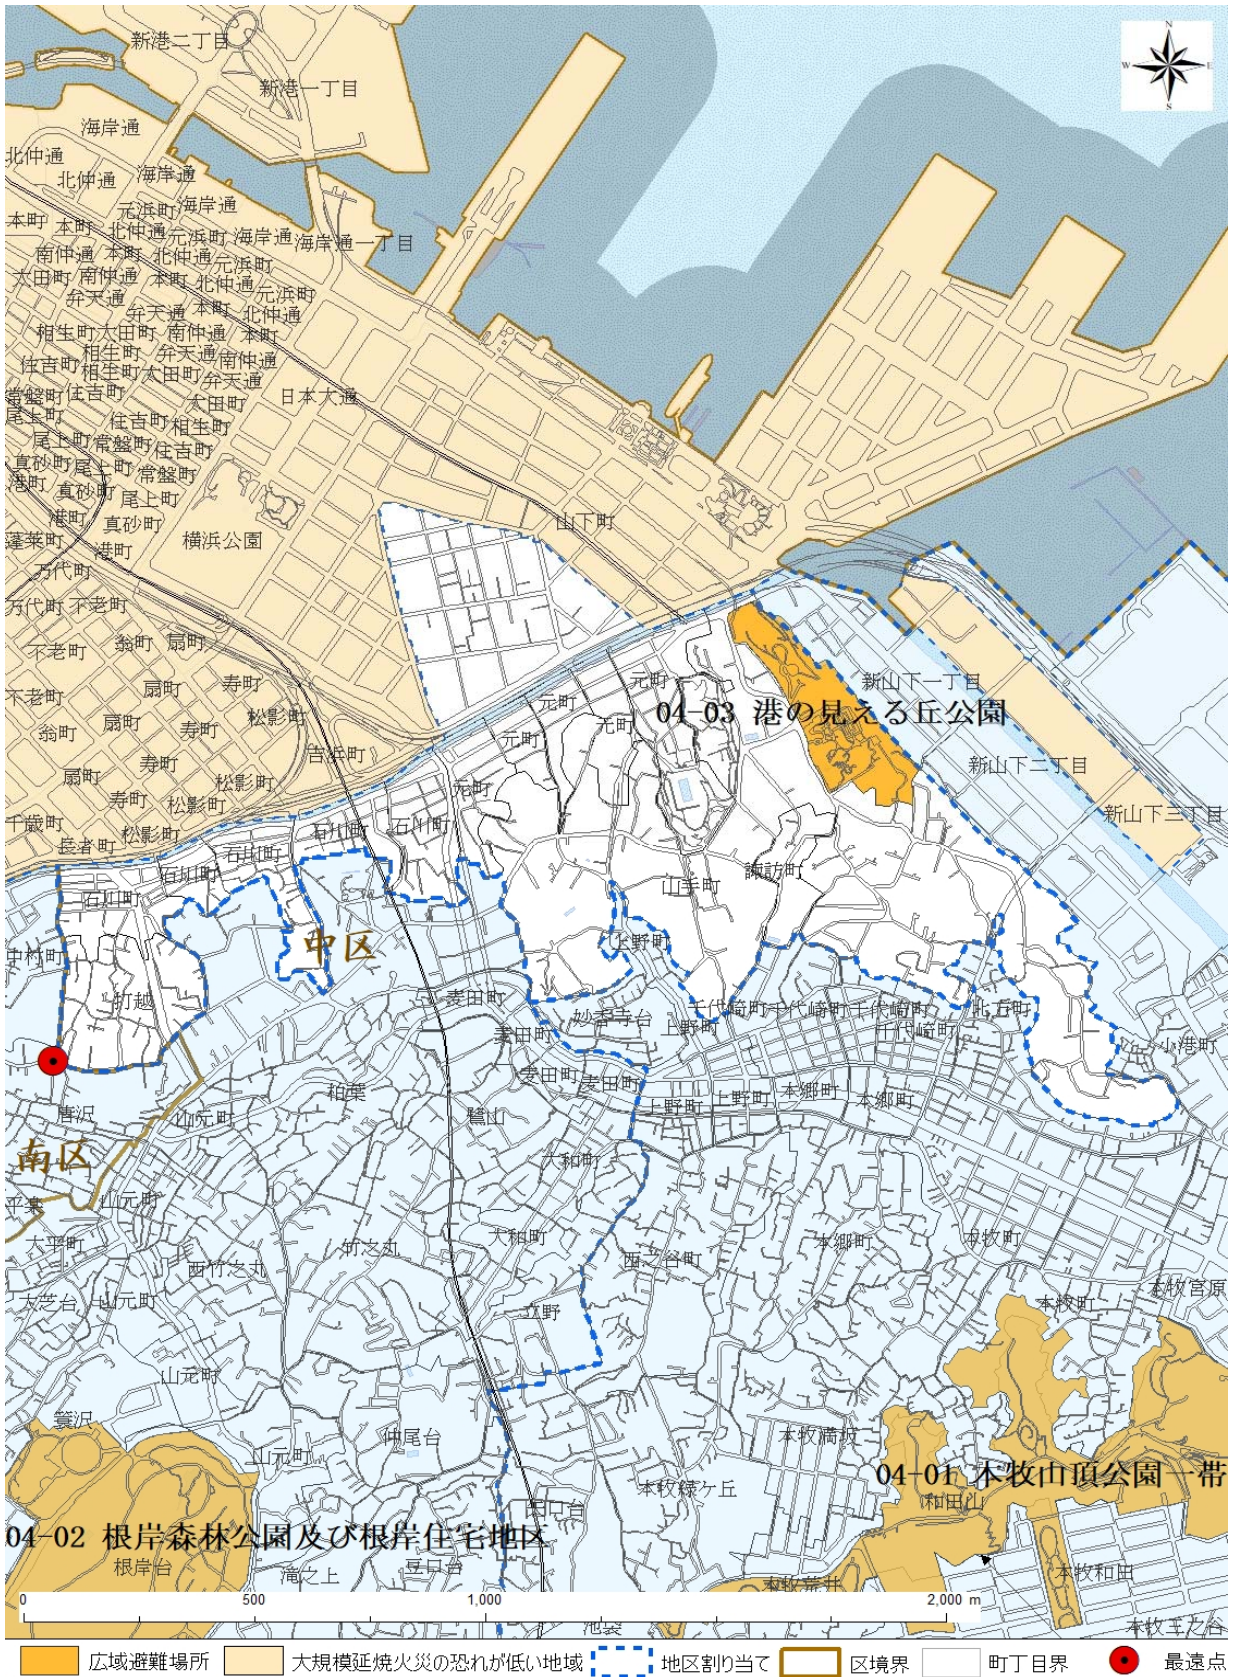 新港二丁目
N
W E
S
新港一丁目
海岸通
北仲通
北仲通 海岸通
元浜町 海岸通
本町 本町 北仲通 元浜町 海岸通 海岸通一丁目
南仲通 本町 北仲通 元浜町
太田町 南仲通 本町 北仲通 元浜町
弁天通 弁天通 本町 北仲通
相生町 太田町 南仲通 本町
住吉町 相生町 弁天通 南仲通
相生町 太田町 弁天通
常盤町 住吉町 太田町 日本大通
尾上町 住吉町 相生町
尾上町 常盤町 住吉町
真砂町 尾上町 常盤町
港町 真砂町 尾上町
港町 真砂町 山下町
蓬莱町 港町 横浜公園
万代町
万代町 不老町
不老町 翁町 扇町
不老町 扇町 寿町 元町 新山下一丁目
扇町 寿町 松影町 元町 元町
04-03 港の見える丘公園
翁町 吉浜町 元町
扇町 寿町 松影町 元町 新山下二丁目
寿町 松影町
千歳町 松影町 石川町 石川町 新山下三丁目
長者町 石川町
石川町 山手町 諏訪町
石川町
中村町 中区 上野町
打越 麦田町 妙香寺台 千代崎町 千代崎町 千代崎町 北方町
麦田町 上野町 千代崎町
小港町
麦田町 麦田町
唐沢 山元町 柏葉 鷺山 上野町 上野町 本郷町 本郷町
南区 大和町
平楽 山元町
大平町 竹之丸 大和町 西之谷町 本郷町 本牧町
西竹之丸
大芝台 山元町 立野 本牧町 本牧宮原
山元町
簑沢
山元町 仲尾台 本牧満坂
04-01 本牧山頂公園一帯
本牧緑ケ丘 和田山
04-02 根岸森林公園及び根岸住宅地区
根岸台 滝之上 豆口台 本牧荒井 本牧和田
0 500 1,000 2,000 m
池袋 本牧三之谷
広域避難場所 大規模延焼火災の恐れが低い地域 地区割り当て 区境界 町丁目界 最遠点